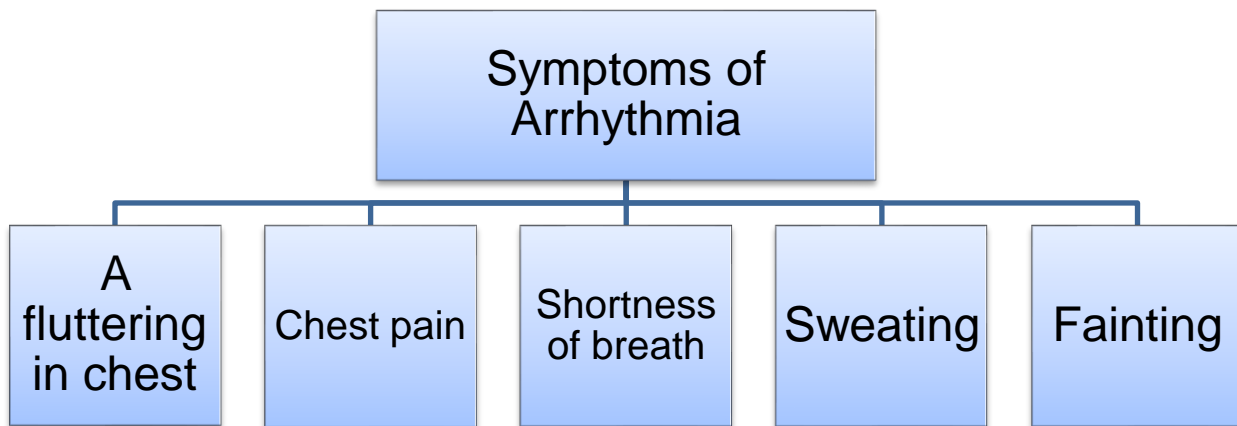 Symptoms of
Arrhythmia
A
fluttering
in chest
Chest pain
Shortness
of breath
Sweating
Fainting